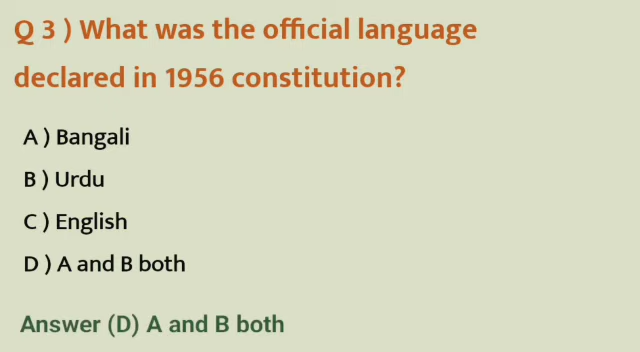 Q 3 ) What was the official language
declared in 1956 constitution?
A ) Bangali
B ) Urdu
C ) English
D ) A and B both
Answer (D) A and B both